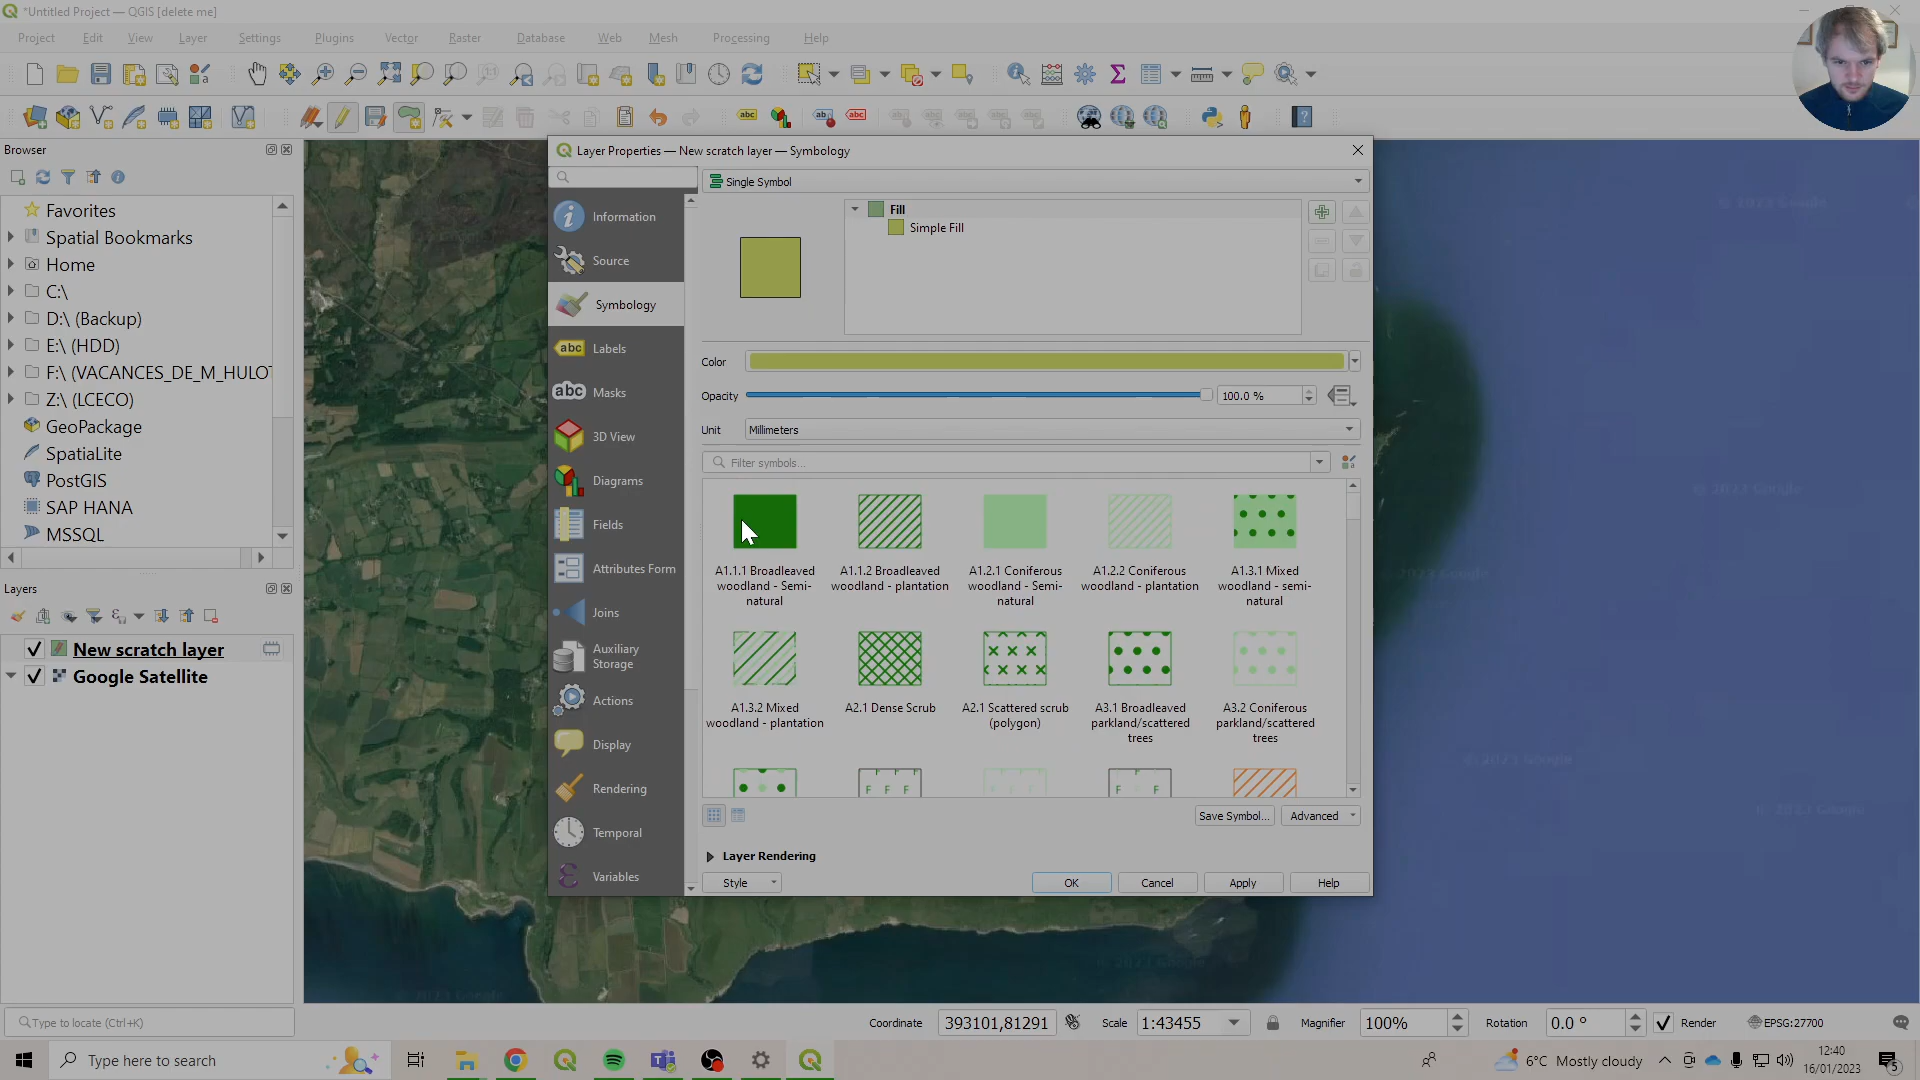 *Untitled Project — QGIS [delete me]
Project Edit View Layer Settings Plugins Vector Raster Database Web Mesh Processing Help
Browser
Favorites
Spatial Bookmarks
Home
C:\
D:\ (Backup)
E:\ (HDD)
F:\ (VACANCES_DE_M_HULOT
Z:\ (LCECO)
GeoPackage
SpatiaLite
PostGIS
SAP HANA
MSSQL
Layers
New scratch layer
Google Satellite
Layer Properties — New scratch layer — Symbology
Information
Source
Symbology
Labels
Masks
3D View
Diagrams
Fields
Attributes Form
Joins
Auxiliary
Storage
Actions
Display
Rendering
Temporal
Variables
Single Symbol
Fill
Simple Fill
Color
Opacity 100.0 %
Unit Millimeters
Filter symbols...
A1.1.1 Broadleaved
woodland - Semi-
natural
A1.1.2 Broadleaved
woodland - plantation
A1.2.1 Coniferous
woodland - Semi-
natural
A1.2.2 Coniferous
woodland - plantation
A1.3.1 Mixed
woodland - semi-
natural
A1.3.2 Mixed
woodland - plantation
A2.1 Dense Scrub
A2.1 Scattered scrub
(polygon)
A3.1 Broadleaved
parkland/scattered
trees
A3.2 Coniferous
parkland/scattered
trees
Save Symbol... Advanced
Layer Rendering
Style OK Cancel Apply Help
Type to locate (Ctrl+K)
Coordinate 393101,81291 Scale 1:43455 Magnifier 100% Rotation 0.0 ° Render EPSG:27700
Type here to search
6°C Mostly cloudy
12:40
16/01/2023
5